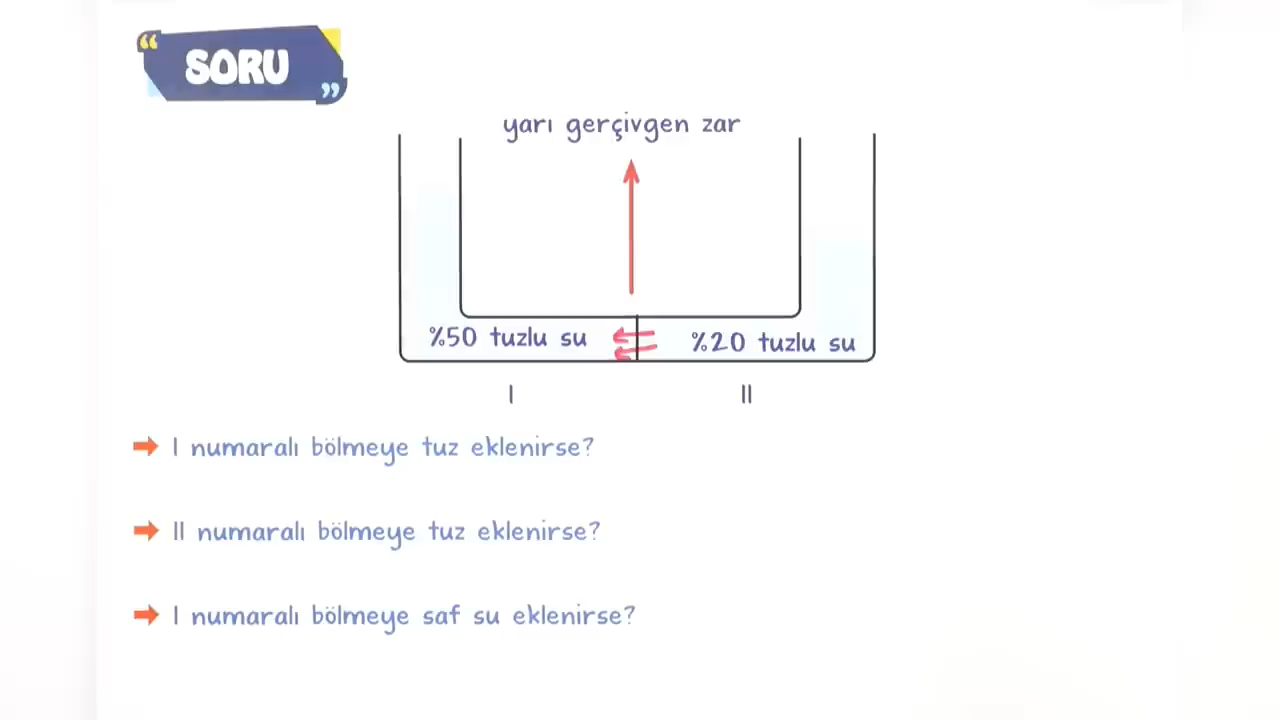 SORU
yarı gerçivgen zar
%50 tuzlu su
%20 tuzlu su
I
II
I numaralı bölmeye tuz eklenirse?
II numaralı bölmeye tuz eklenirse?
I numaralı bölmeye saf su eklenirse?